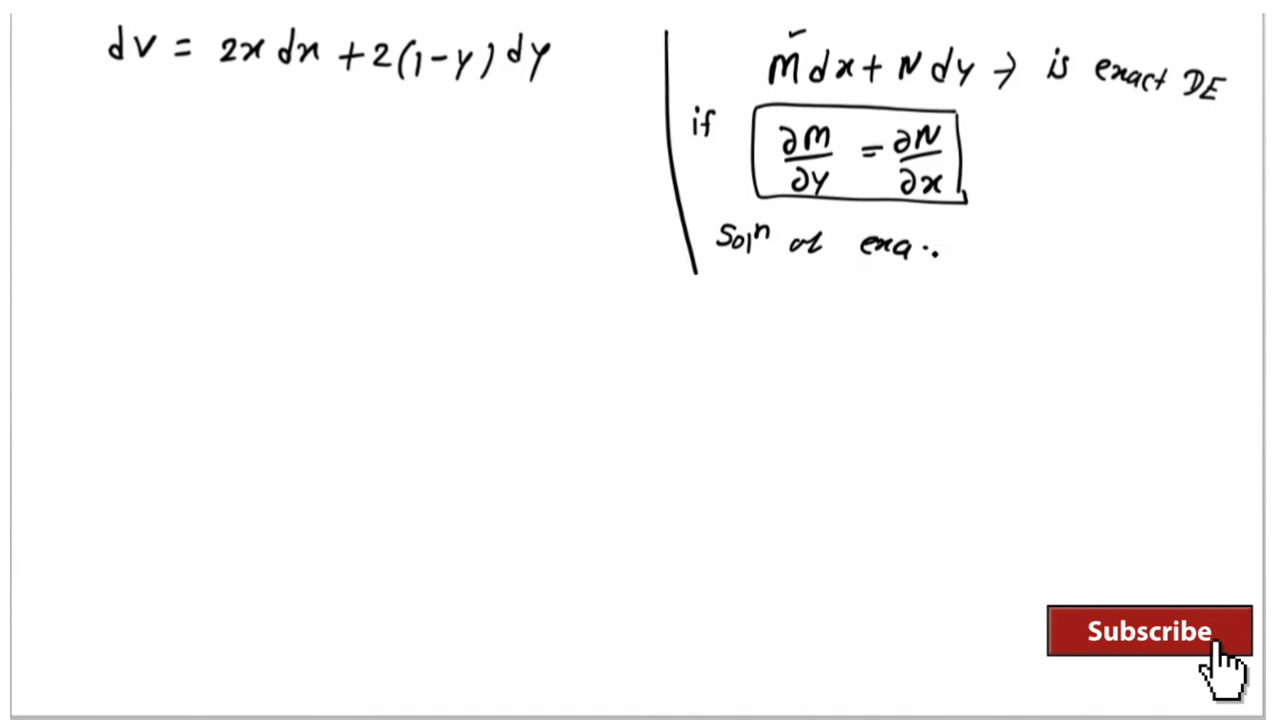 dv = 2x dx + 2(1-y) dy
M dx + N dy → is exact DE
if ∂M/∂y = ∂N/∂x
Solⁿ of exa
Subscribe